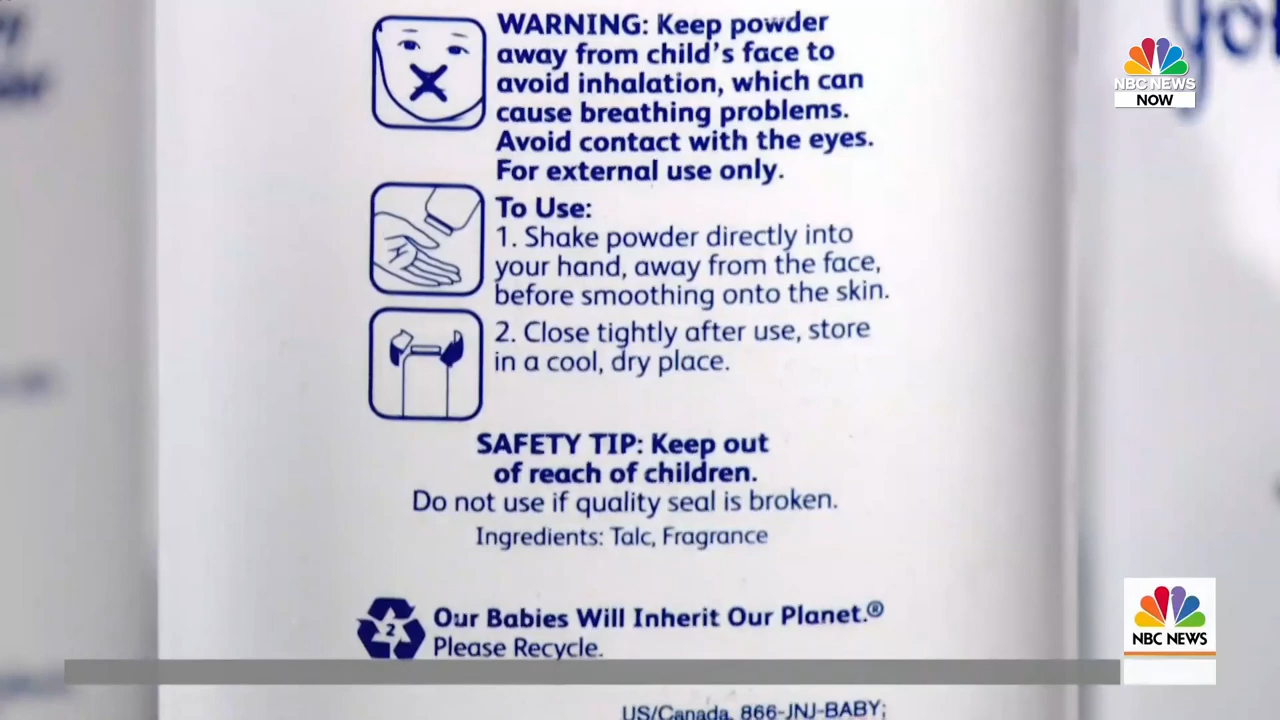 WARNING: Keep powder
away from child's face to
avoid inhalation, which can
cause breathing problems.
Avoid contact with the eyes.
For external use only.
To Use:
1. Shake powder directly into
your hand, away from the face,
before smoothing onto the skin.
2. Close tightly after use, store
in a cool, dry place.
SAFETY TIP: Keep out
of reach of children.
Do not use if quality seal is broken.
Ingredients: Talc, Fragrance
2
Our Babies Will Inherit Our Planet.®
Please Recycle.
US/Canada, 866-JNJ-BABY;
NBC NEWS
NOW
NBC NEWS